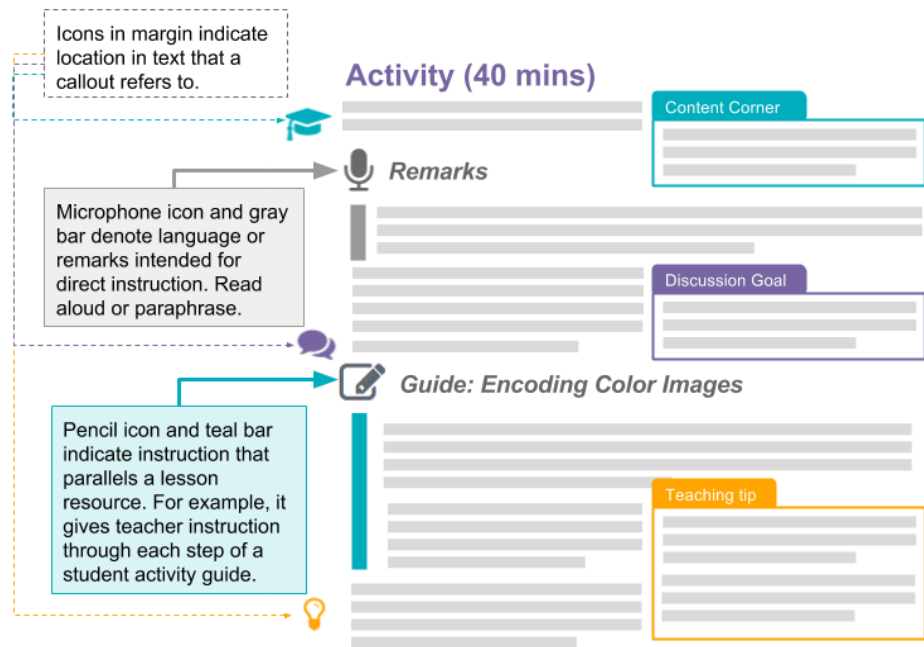 Icons in margin indicate
location in text that a
callout refers to.
Activity (40 mins)
Content Corner
Remarks
Microphone icon and gray
bar denote language or
remarks intended for
direct instruction. Read
aloud or paraphrase.
Discussion Goal
Guide: Encoding Color Images
Pencil icon and teal bar
indicate instruction that
parallels a lesson
resource. For example, it
gives teacher instruction
through each step of a
student activity guide.
Teaching tip